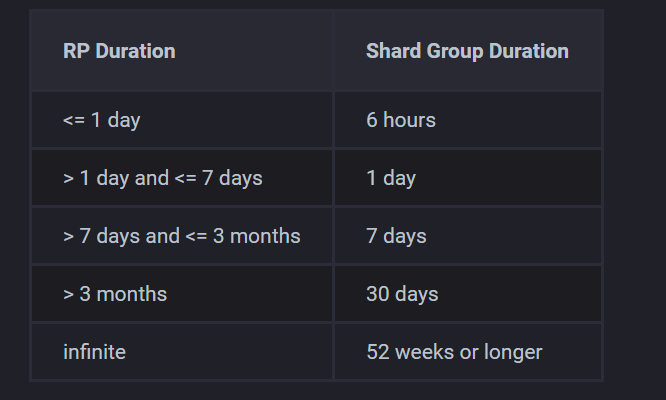 RP Duration Shard Group Duration
<= 1 day 6 hours
> 1 day and <= 7 days 1 day
> 7 days and <= 3 months 7 days
> 3 months 30 days
infinite 52 weeks or longer